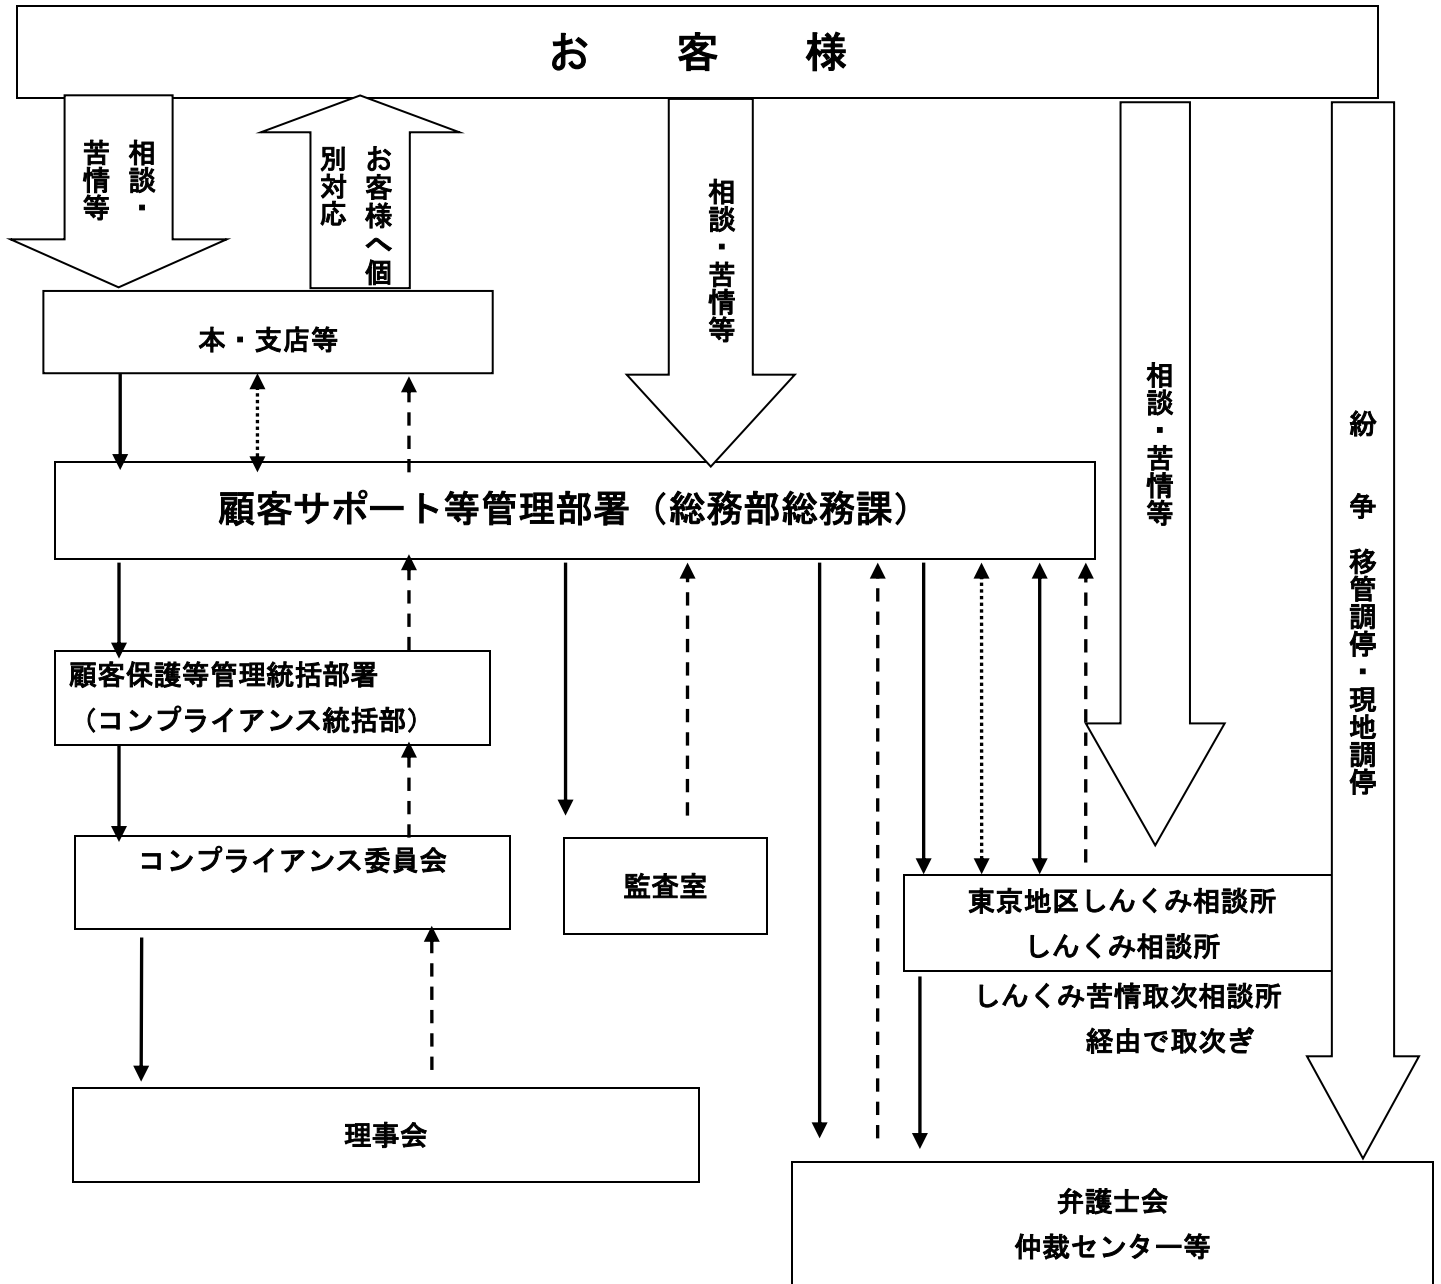 お　客　様
相談・
苦情等
お客様へ個
別対応
相談・苦情等
相談・苦情等
紛　争　移管調停・現地調停
本・支店等
顧客サポート等管理部署（総務部総務課）
顧客保護等管理統括部署
（コンプライアンス統括部）
コンプライアンス委員会
監査室
東京地区しんくみ相談所
しんくみ相談所
しんくみ苦情取次相談所
経由で取次ぎ
理事会
弁護士会
仲裁センター等